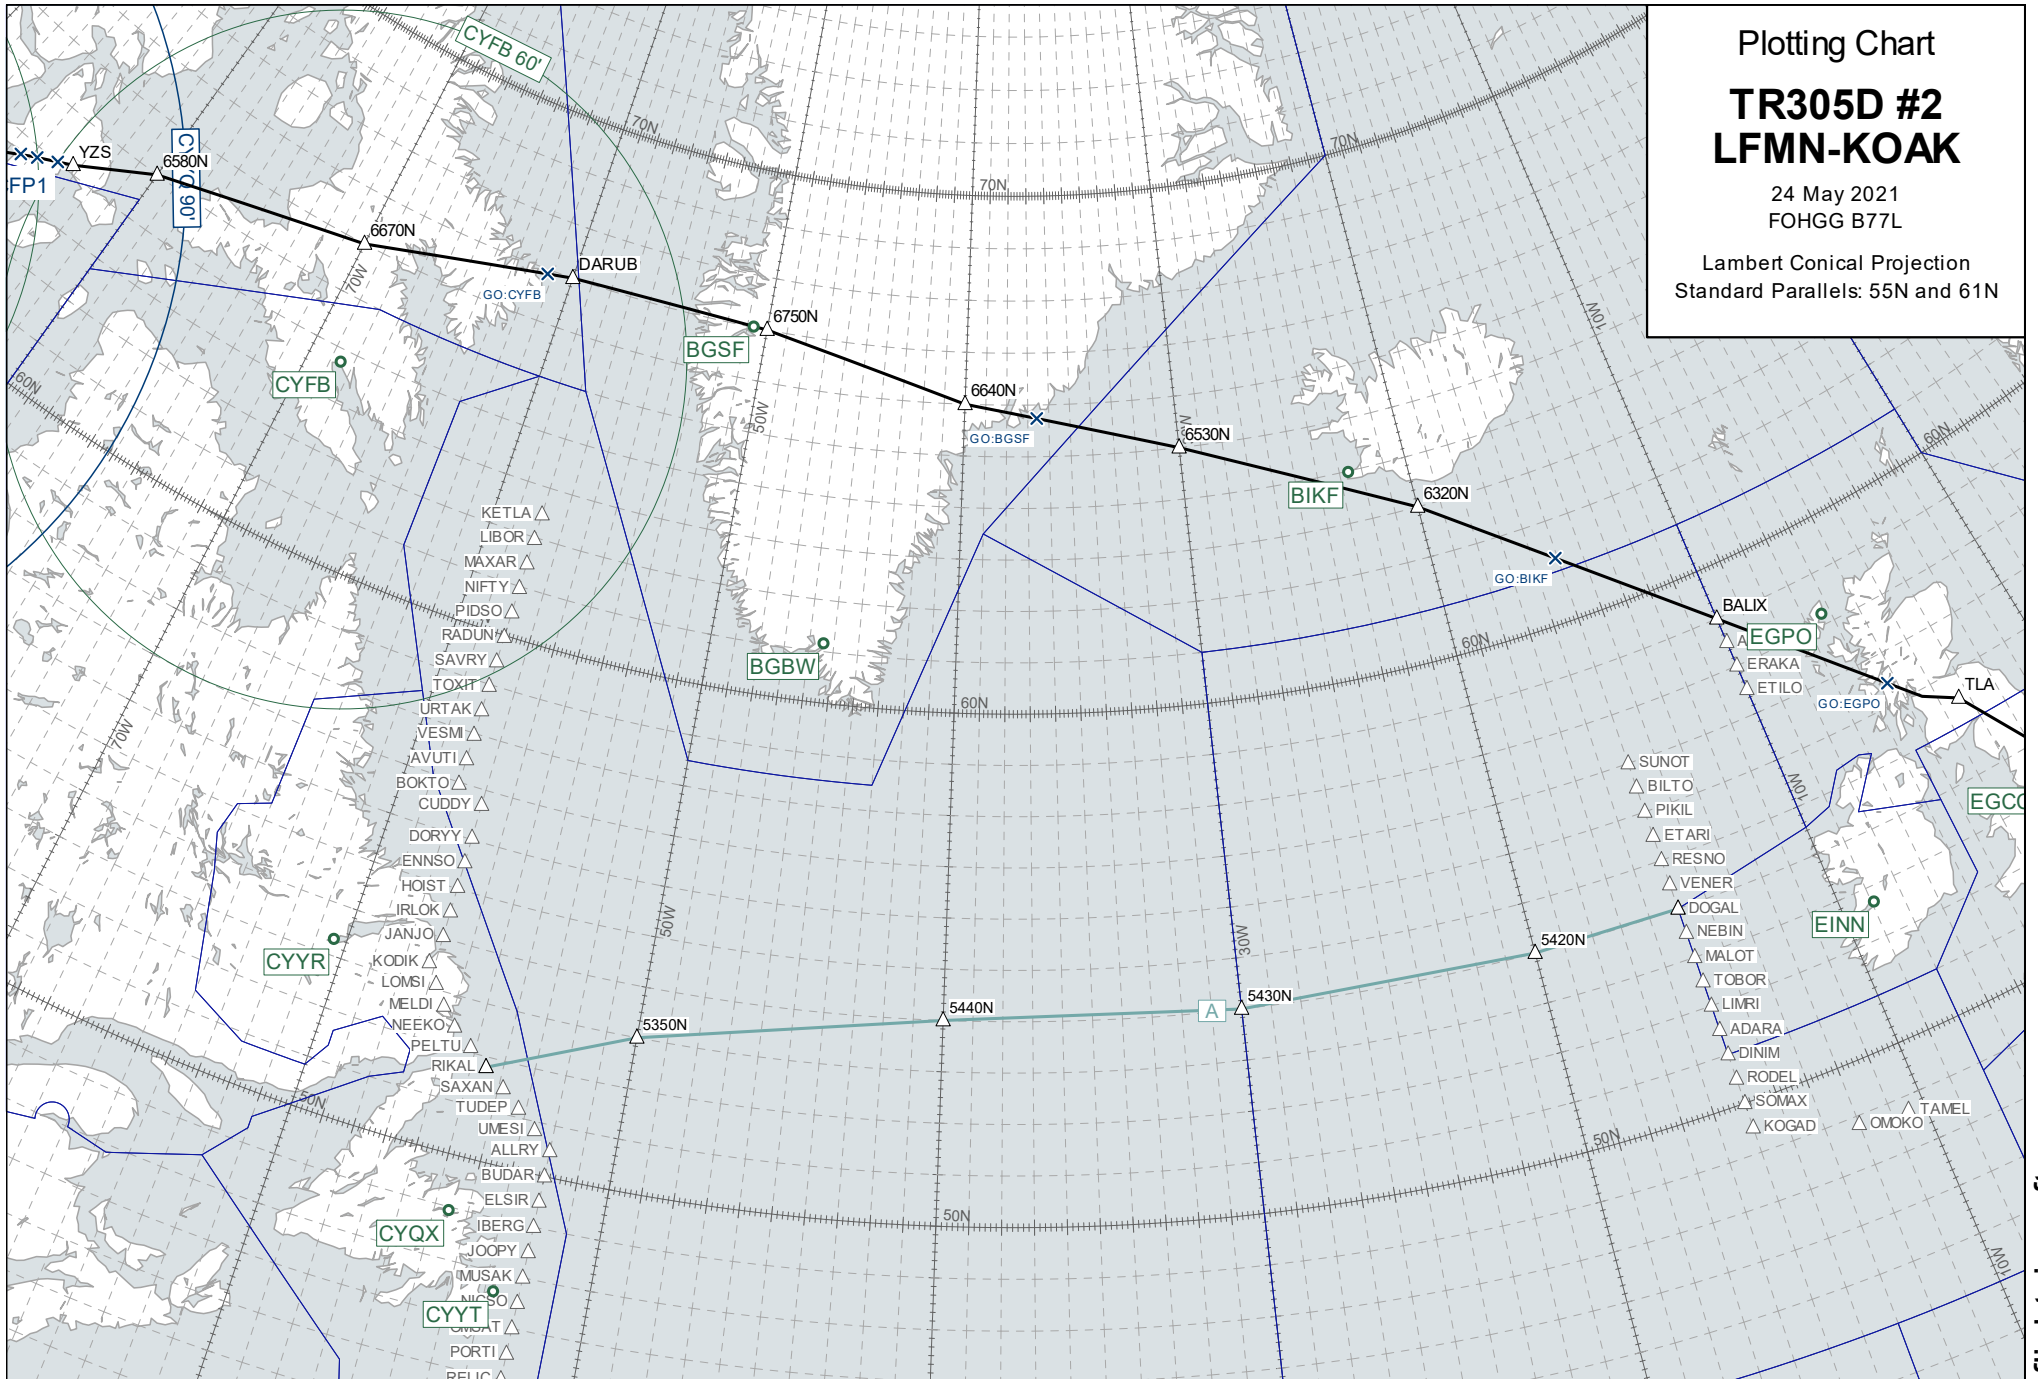 Plotting Chart
TR305D #2
LFMN-KOAK
24 May 2021
FOHGG B77L
Lambert Conical Projection
Standard Parallels: 55N and 61N
CYFB 60'
70N
70N
70N
YZS
6580N
90'
FP1
6670N
70W
DARUB
GO:CYFB
6750N
BGSF
50W
6640N
GO:BGSF
6530N
10W
CYFB
60N
60N
BIKF
6320N
GO:BIKF
KETLA
LIBOR
MAXAR
NIFTY
PIDSO
RADUN
SAVRY
TOXIT
URTAK
VESMI
AVUTI
BOKTO
CUDDY
DORYY
ENNSO
HOIST
IRLOK
JANJO
KODIK
LOMSI
MELDI
NEEKO
PELTU
RIKAL
SAXAN
TUDEP
UMESI
ALLRY
BUDAR
ELSIR
IBERG
JOOPY
MUSAK
NICSO
PORTI
BGBW
60N
60N
BALIX
EGPO
ERAKA
ETILO
GO:EGPO
TLA
70W
10W
SUNOT
BILTO
PIKIL
ETARI
RESNO
VENER
DOGAL
NEBIN
MALOT
TOBOR
LIMRI
ADARA
DINIM
RODEL
SOMAX
KOGAD
OMOKO
TAMEL
EINN
CYYR
50W
30W
5350N
5440N
A
5430N
5420N
50N
50N
50N
10W
CYQX
CYYT